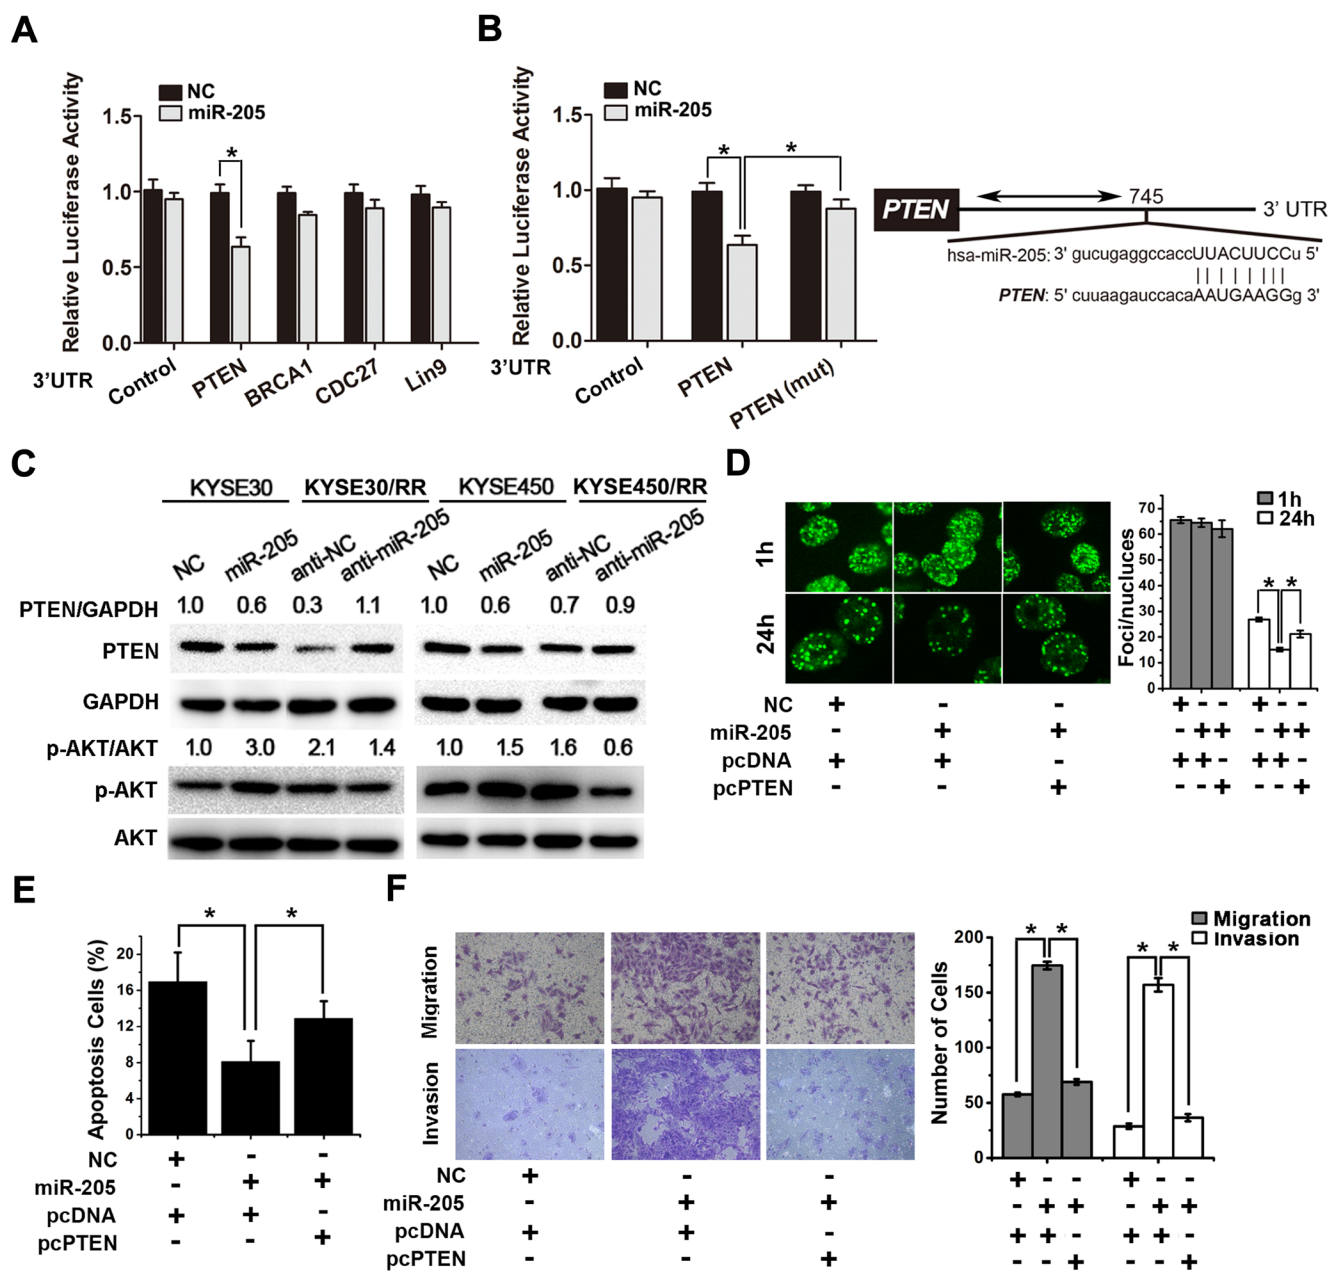 A
NC
miR-205
Relative Luciferase Activity
1.5
1.0
0.5
0.0
*
3'UTR
Control
PTEN
BRCA1
CDC27
Lin9
B
NC
miR-205
Relative Luciferase Activity
1.5
1.0
0.5
0.0
* *
3'UTR
Control
PTEN
PTEN (mut)
PTEN 745 3' UTR
hsa-miR-205: 3' gucugaggccaccUUACUUCCu 5'
PTEN: 5' cuuaagauccacaAAUGAAGGg 3'
C
KYSE30 KYSE30/RR KYSE450 KYSE450/RR
NC miR-205 anti-NC anti-miR-205 NC miR-205 anti-NC anti-miR-205
PTEN/GAPDH 1.0 0.6 0.3 1.1 1.0 0.6 0.7 0.9
PTEN
GAPDH
p-AKT/AKT 1.0 3.0 2.1 1.4 1.0 1.5 1.6 0.6
p-AKT
AKT
D
1h
24h
Foci/nucluces
1h
24h
70
60
50
40
30
20
10
0
* *
NC + - - + - - + - -
miR-205 - + + - + + - + +
pcDNA + + - + + - + + -
pcPTEN - - + - - + - - +
E
Apoptosis Cells (%)
20
16
12
8
4
0
* *
NC + - -
miR-205 - + +
pcDNA + + -
pcPTEN - - +
F
Migration
Invasion
Migration
Invasion
Number of Cells
200
150
100
50
0
* * * *
NC + - - + - - + - -
miR-205 - + + - + + - + +
pcDNA + + - + + - + + -
pcPTEN - - + - - + - - +